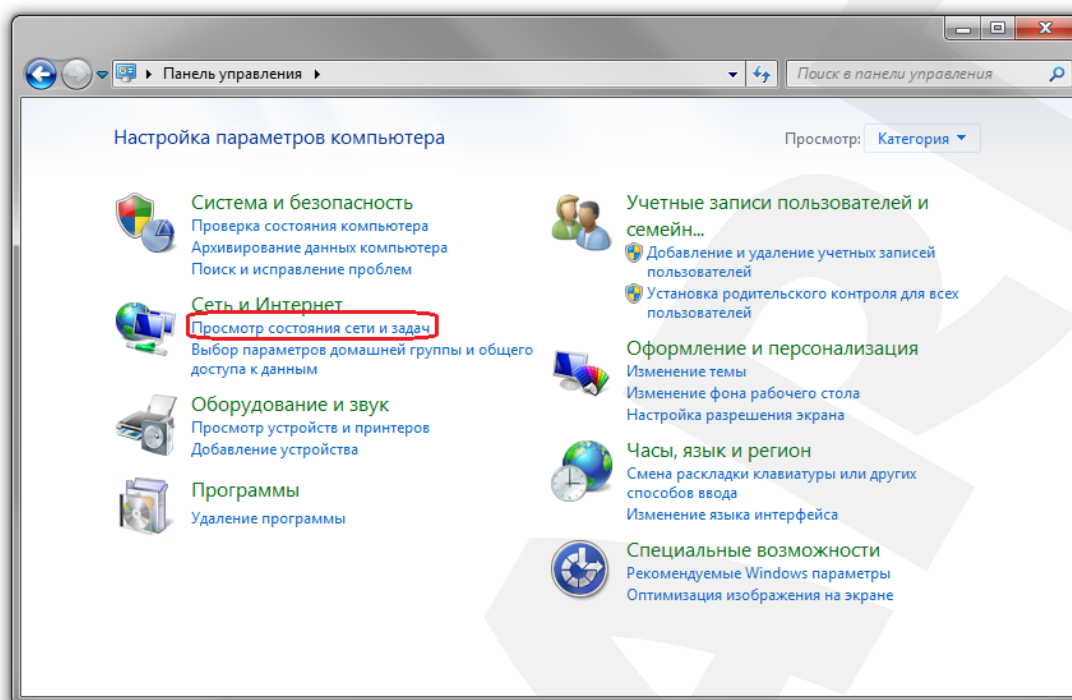 Панель управления
Поиск в панели управления
Настройка параметров компьютера
Просмотр: Категория
Система и безопасность
Проверка состояния компьютера
Архивирование данных компьютера
Поиск и исправление проблем
Сеть и Интернет
Просмотр состояния сети и задач
Выбор параметров домашней группы и общего
доступа к данным
Оборудование и звук
Просмотр устройств и принтеров
Добавление устройства
Программы
Удаление программы
Учетные записи пользователей и
семейн...
Добавление и удаление учетных записей
пользователей
Установка родительского контроля для всех
пользователей
Оформление и персонализация
Изменение темы
Изменение фона рабочего стола
Настройка разрешения экрана
Часы, язык и регион
Смена раскладки клавиатуры или других
способов ввода
Изменение языка интерфейса
Специальные возможности
Рекомендуемые Windows параметры
Оптимизация изображения на экране